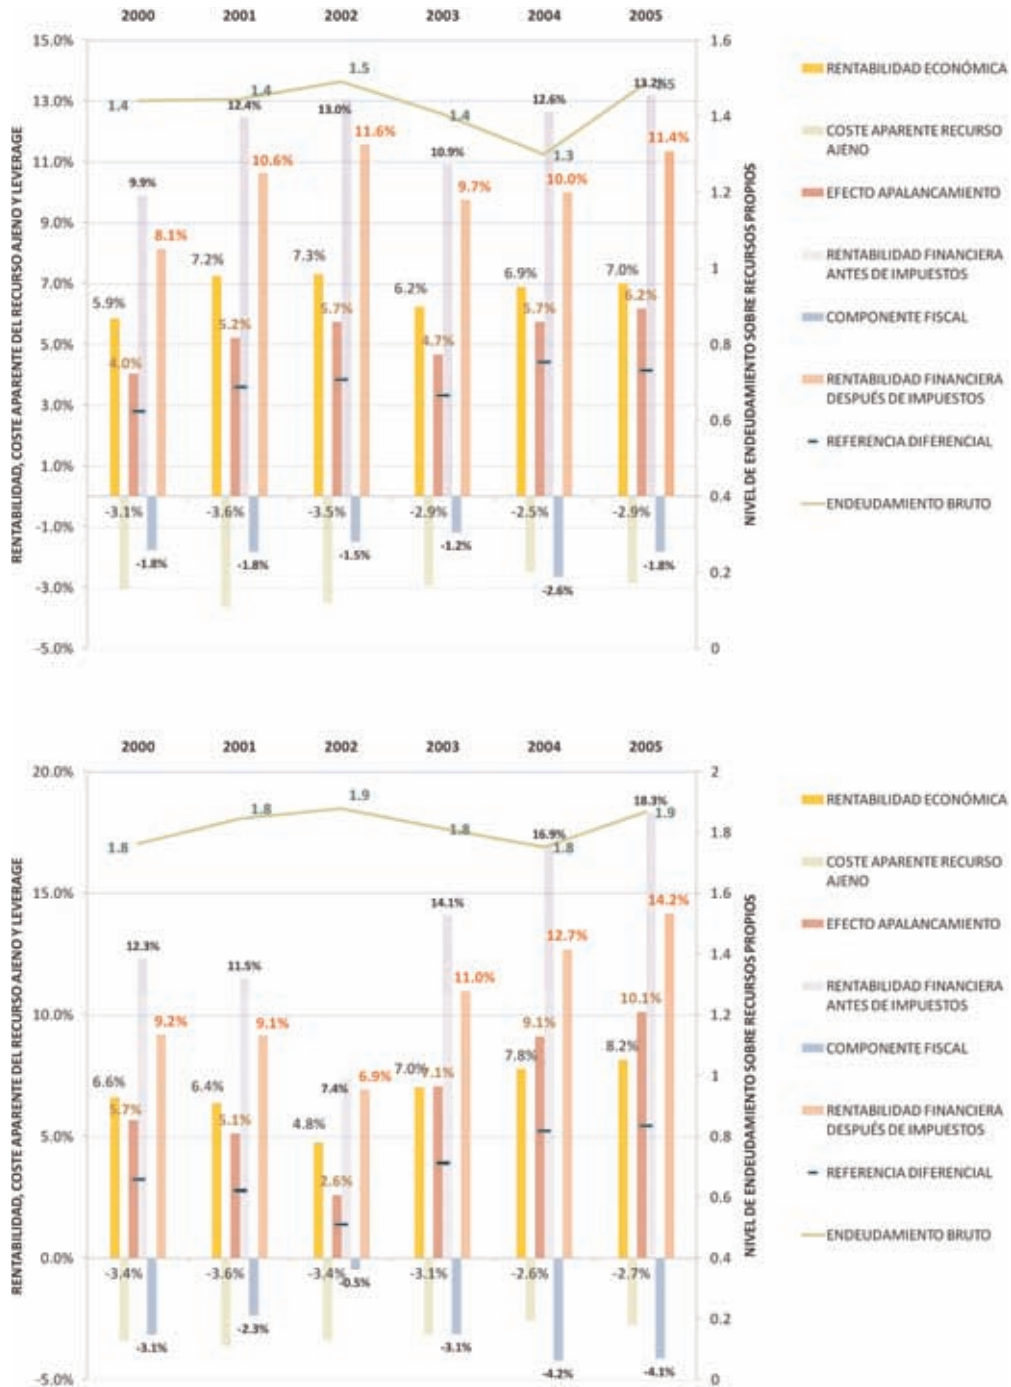 2000 2001 2002 2003 2004 2005
RENTABILIDAD, COSTE APARENTE DEL RECURSO AJENO Y LEVERAGE
15.0%
13.0%
11.0%
9.0%
7.0%
5.0%
3.0%
1.0%
-1.0%
-3.0%
-5.0%
1.4 1.4 1.5 1.4 1.3
9.9% 12.4% 13.0% 10.9% 12.6% 13.2%
8.1% 10.6% 11.6% 9.7% 10.0% 11.4%
5.9% 7.2% 7.3% 6.2% 6.9% 7.0%
4.0% 5.2% 5.7% 4.7% 5.7% 6.2%
-3.1% -3.6% -3.5% -2.9% -2.5% -2.9%
-1.8% -1.8% -1.5% -1.2% -2.6% -1.8%
1.6
1.4
1.2
1
0.8
0.6
0.4
0.2
0
NIVEL DE ENDEUDAMIENTO SOBRE RECURSOS PROPIOS
RENTABILIDAD ECONÓMICA
COSTE APARENTE RECURSO
AJENO
EFECTO APALANCAMIENTO
RENTABILIDAD FINANCIERA
ANTES DE IMPUESTOS
COMPONENTE FISCAL
RENTABILIDAD FINANCIERA
DESPUÉS DE IMPUESTOS
REFERENCIA DIFERENCIAL
ENDEUDAMIENTO BRUTO
2000 2001 2002 2003 2004 2005
RENTABILIDAD, COSTE APARENTE DEL RECURSO AJENO Y LEVERAGE
20.0%
15.0%
10.0%
5.0%
0.0%
-5.0%
1.8 1.8 1.9 1.8 1.8 1.9
12.3% 11.5% 7.4% 14.1% 16.9% 18.3%
9.2% 9.1% 6.9% 11.0% 12.7% 14.2%
6.6% 6.4% 4.8% 7.0% 7.8% 8.2%
5.7% 5.1% 2.6% 7.1% 9.1% 10.1%
-3.4% -3.6% -3.4% -3.1% -2.6% -2.7%
-3.1% -2.3% -0.5% -3.1% -4.2% -4.1%
2
1.8
1.6
1.4
1.2
1
0.8
0.6
0.4
0.2
0
NIVEL DE ENDEUDAMIENTO SOBRE RECURSOS PROPIOS
RENTABILIDAD ECONÓMICA
COSTE APARENTE RECURSO
AJENO
EFECTO APALANCAMIENTO
RENTABILIDAD FINANCIERA
ANTES DE IMPUESTOS
COMPONENTE FISCAL
RENTABILIDAD FINANCIERA
DESPUÉS DE IMPUESTOS
REFERENCIA DIFERENCIAL
ENDEUDAMIENTO BRUTO